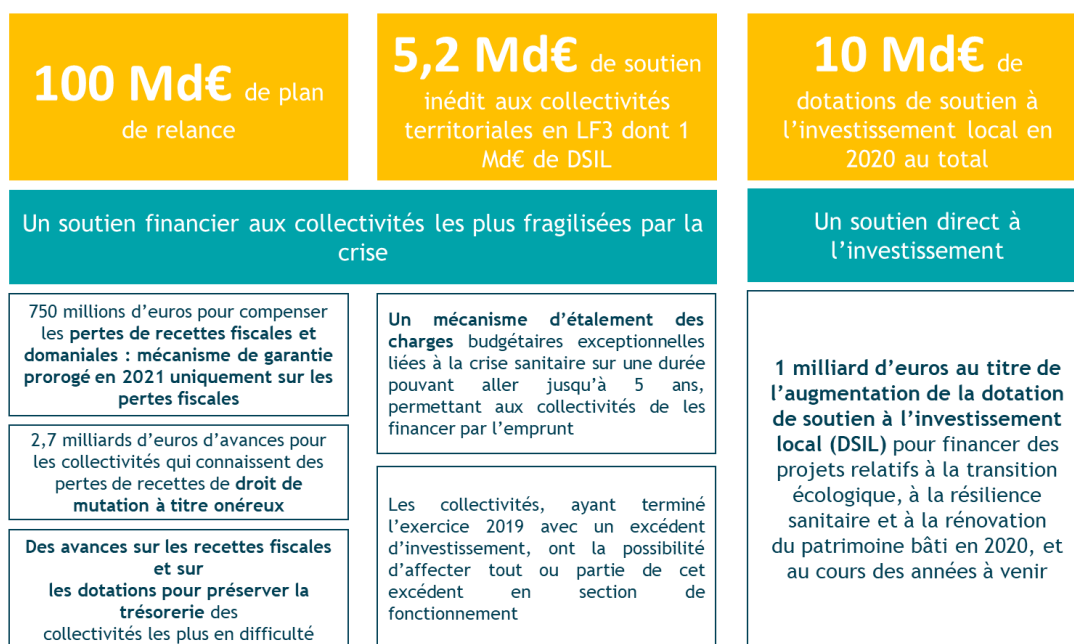 100 Md€ de plan
de relance
5,2 Md€ de soutien
inédit aux collectivités
territoriales en LF3 dont 1
Md€ de DSIL
10 Md€ de
dotations de soutien à
l’investissement local en
2020 au total
Un soutien financier aux collectivités les plus fragilisées par la
crise
Un soutien direct à
l’investissement
750 millions d’euros pour compenser
les pertes de recettes fiscales et
domaniales : mécanisme de garantie
prorogé en 2021 uniquement sur les
pertes fiscales
2,7 milliards d’euros d’avances pour
les collectivités qui connaissent des
pertes de recettes de droit de
mutation à titre onéreux
Des avances sur les recettes fiscales
et sur
les dotations pour préserver la
trésorerie des
collectivités les plus en difficulté
Un mécanisme d’étalement des
charges budgétaires exceptionnelles
liées à la crise sanitaire sur une durée
pouvant aller jusqu’à 5 ans,
permettant aux collectivités de les
financer par l’emprunt
Les collectivités, ayant terminé
l’exercice 2019 avec un excédent
d’investissement, ont la possibilité
d’affecter tout ou partie de cet
excédent en section de
fonctionnement
1 milliard d’euros au titre de
l’augmentation de la dotation
de soutien à l’investissement
local (DSIL) pour financer des
projets relatifs à la transition
écologique, à la résilience
sanitaire et à la rénovation
du patrimoine bâti en 2020, et
au cours des années à venir